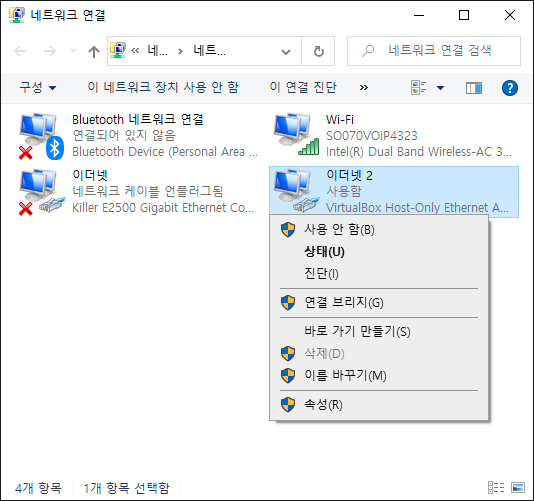 네트워크 연결
« 네... › 네트...
네트워크 연결 검색
구성 이 네트워크 장치 사용 안 함 이 연결 진단 »
Bluetooth 네트워크 연결
연결되어 있지 않음
Bluetooth Device (Personal Area ...
Wi-Fi
SO070VOIP4323
Intel(R) Dual Band Wireless-AC 3...
이더넷
네트워크 케이블 언플러그됨
Killer E2500 Gigabit Ethernet Co...
이더넷 2
사용함
VirtualBox Host-Only Ethernet A...
사용 안 함(B)
상태(U)
진단(I)
연결 브리지(G)
바로 가기 만들기(S)
삭제(D)
이름 바꾸기(M)
속성(R)
4개 항목 1개 항목 선택함